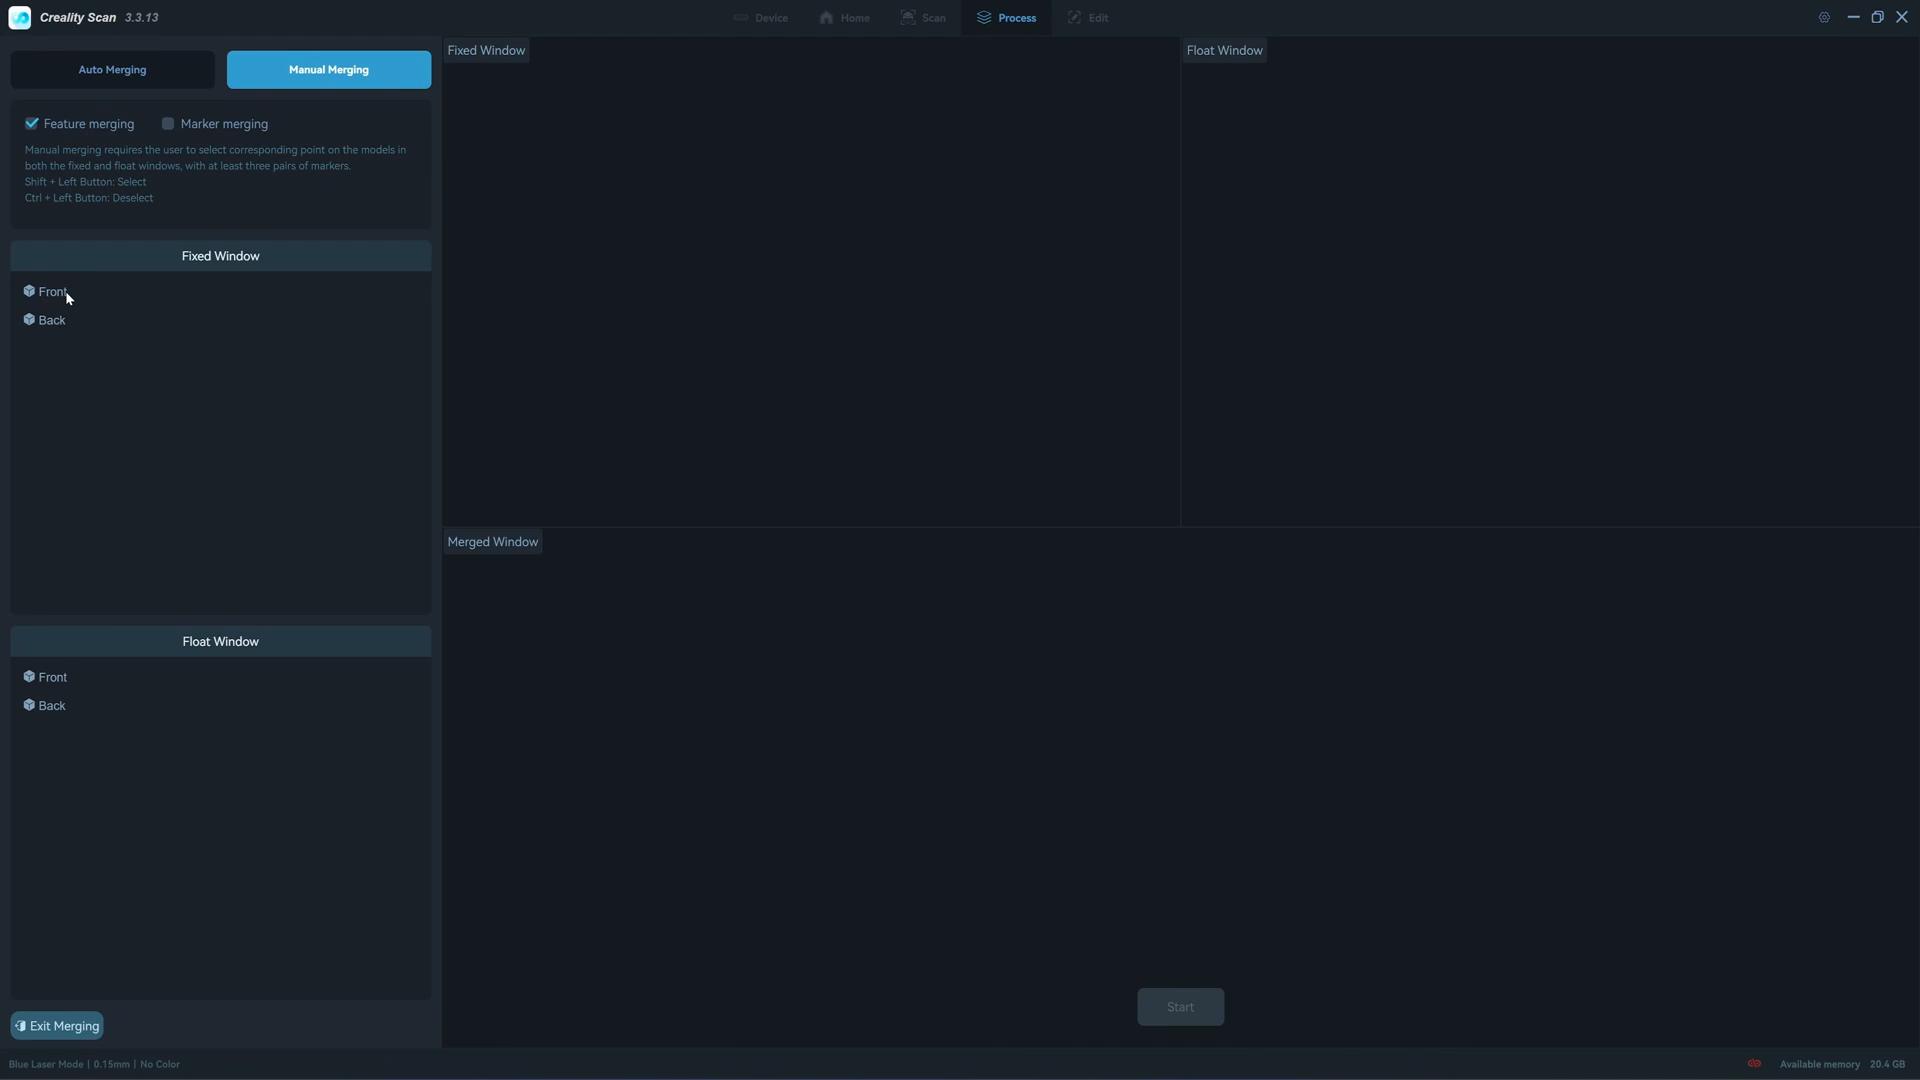 Creality Scan 3.3.13
Device
Home
Scan
Process
Edit
Auto Merging
Manual Merging
Feature merging
Marker merging
Manual merging requires the user to select corresponding point on the models in
both the fixed and float windows, with at least three pairs of markers.
Shift + Left Button: Select
Ctrl + Left Button: Deselect
Fixed Window
Front
Back
Float Window
Front
Back
Exit Merging
Fixed Window
Float Window
Merged Window
Start
Blue Laser Mode | 0.15mm | No Color
Available memory 20.4 GB